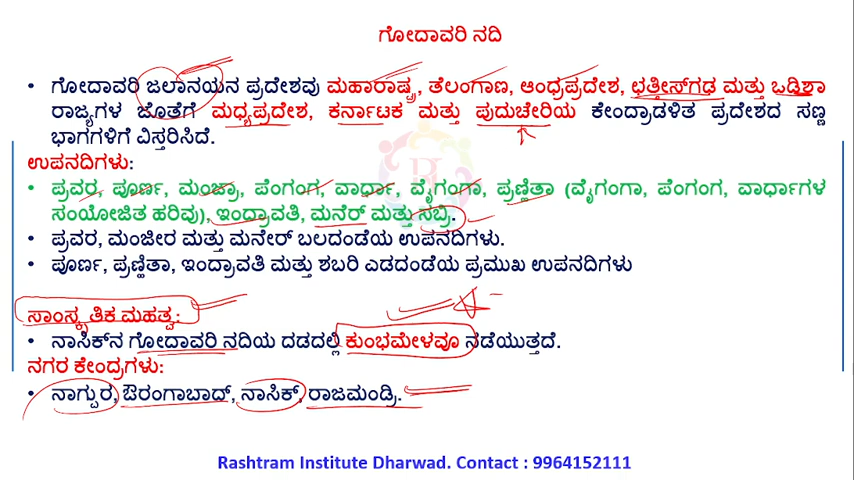 ಗೋದಾವರಿ ನದಿ
• ಗೋದಾವರಿ ಜಲಾನಯನ ಪ್ರದೇಶವು ಮಹಾರಾಷ್ಟ್ರ, ತೆಲಂಗಾಣ, ಆಂಧ್ರಪ್ರದೇಶ, ಛತ್ತೀಸ್‌ಗಢ ಮತ್ತು ಒಡಿಶಾ
ರಾಜ್ಯಗಳ ಜೊತೆಗೆ ಮಧ್ಯಪ್ರದೇಶ, ಕರ್ನಾಟಕ ಮತ್ತು ಪುದುಚೇರಿಯ ಕೇಂದ್ರಾಡಳಿತ ಪ್ರದೇಶದ ಸಣ್ಣ
ಭಾಗಗಳಿಗೆ ವಿಸ್ತರಿಸಿದೆ.
ಉಪನದಿಗಳು:
• ಪ್ರವರ, ಪೂರ್ಣ, ಮಂಜ್ರಾ, ಪೆಂಗಂಗ, ವಾರ್ಧಾ, ವೈಗಂಗಾ, ಪ್ರಣ್ಹಿತಾ (ವೈಗಂಗಾ, ಪೆಂಗಂಗ, ವಾರ್ಧಾಗಳ
ಸಂಯೋಜಿತ ಹರಿವು), ಇಂದ್ರಾವತಿ, ಮನೆರ್ ಮತ್ತು ಸಬ್ರಿ.
• ಪ್ರವರ, ಮಂಜೀರ ಮತ್ತು ಮನೇರ್ ಬಲದಂಡೆಯ ಉಪನದಿಗಳು.
• ಪೂರ್ಣ, ಪ್ರಣ್ಹಿತಾ, ಇಂದ್ರಾವತಿ ಮತ್ತು ಶಬರಿ ಎಡದಂಡೆಯ ಪ್ರಮುಖ ಉಪನದಿಗಳು
ಸಾಂಸ್ಕೃತಿಕ ಮಹತ್ವ:
• ನಾಸಿಕ್‌ನ ಗೋದಾವರಿ ನದಿಯ ದಡದಲ್ಲಿ ಕುಂಭಮೇಳವೂ ನಡೆಯುತ್ತದೆ.
ನಗರ ಕೇಂದ್ರಗಳು:
• ನಾಗ್ಪುರ, ಔರಂಗಾಬಾದ್, ನಾಸಿಕ್, ರಾಜಮಂಡ್ರಿ.
Rashtram Institute Dharwad. Contact : 9964152111